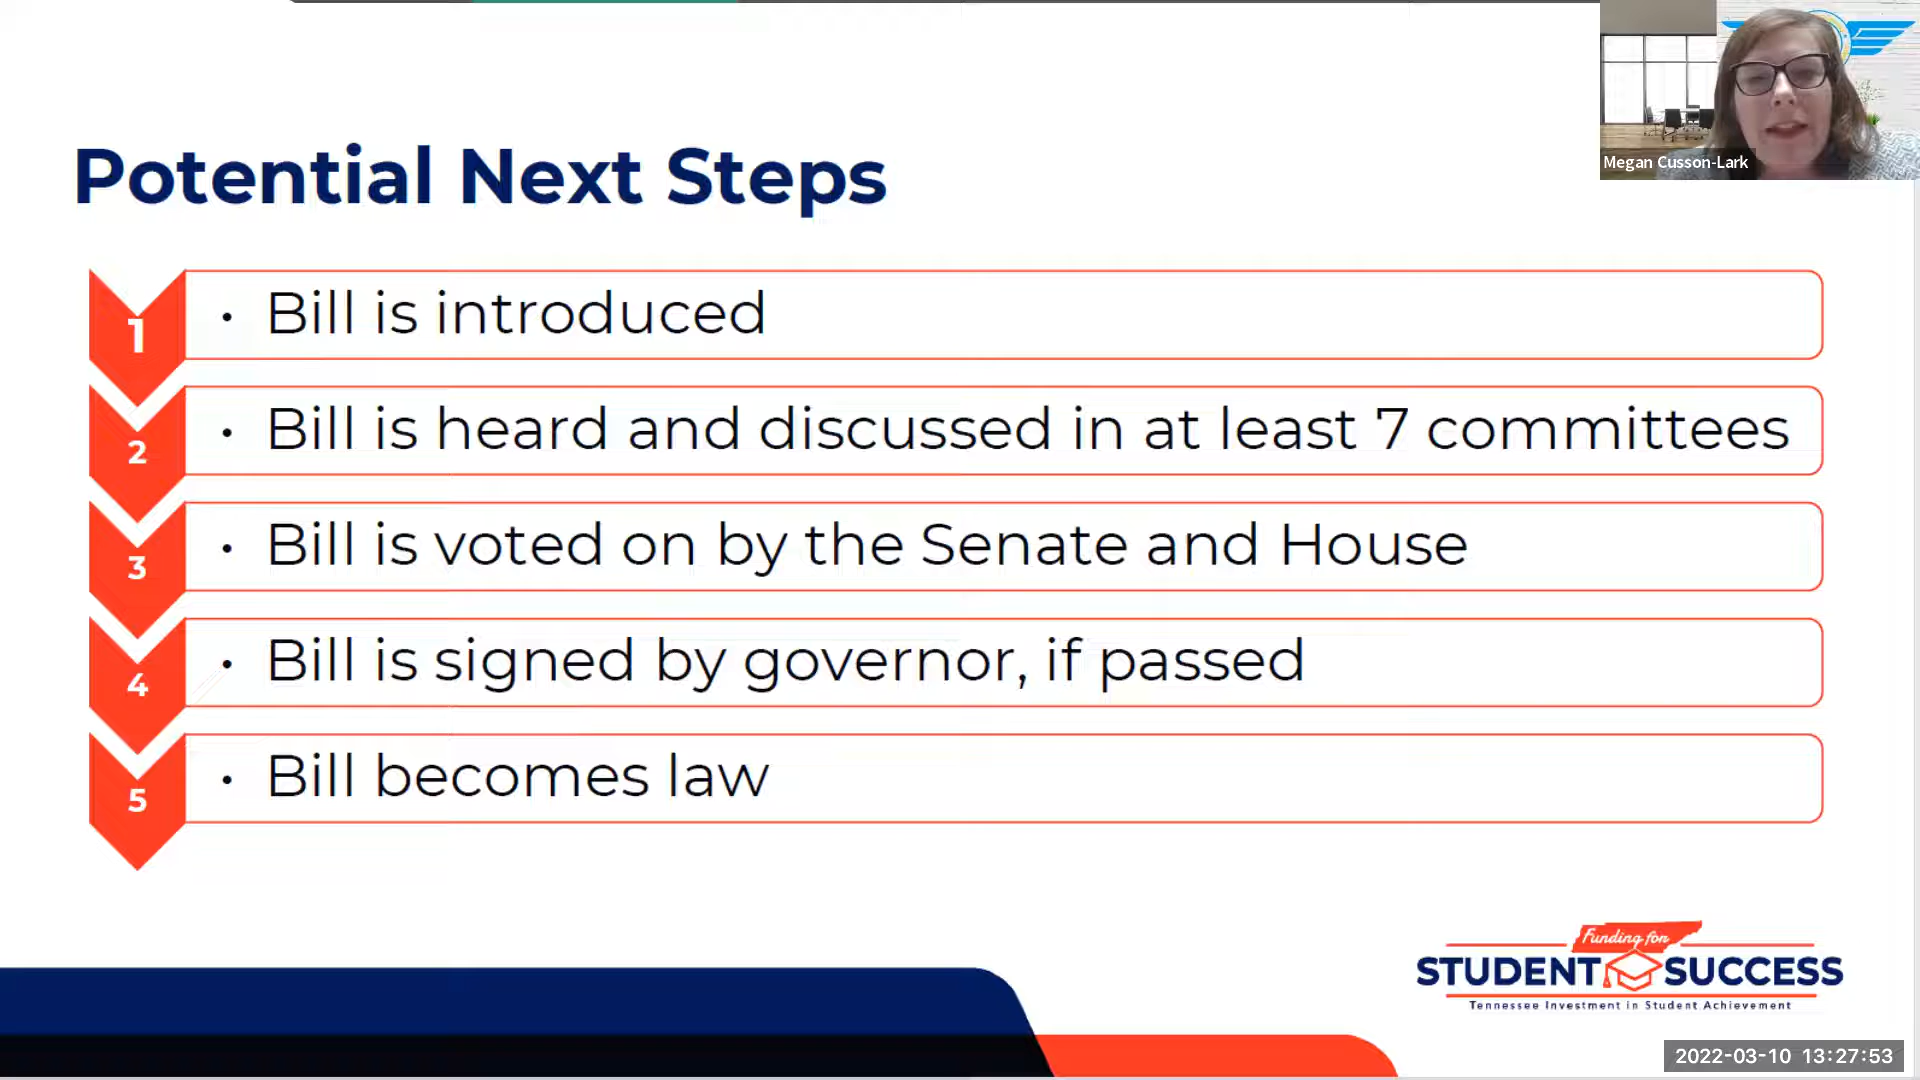 Megan Cusson-Lark
Potential Next Steps
1
• Bill is introduced
2
• Bill is heard and discussed in at least 7 committees
3
• Bill is voted on by the Senate and House
4
• Bill is signed by governor, if passed
5
• Bill becomes law
Funding for
STUDENT SUCCESS
Tennessee Investment in Student Achievement
2022-03-10 13:27:53